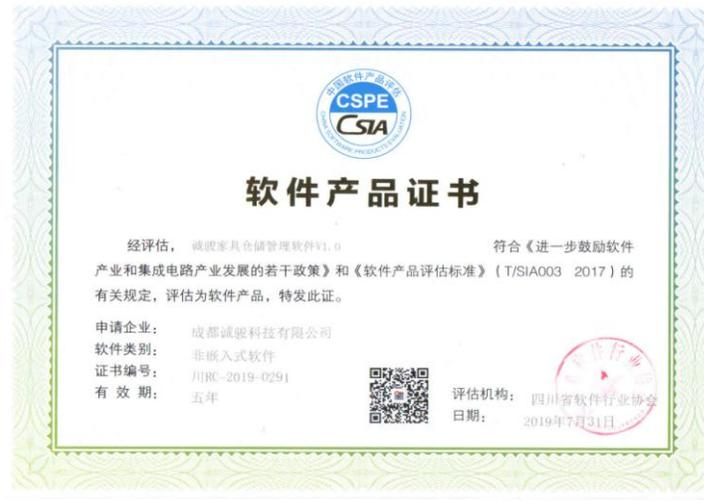 中国软件产品评估
CSPE
CSIA
CHINA SOFTWARE PRODUCTS EVALUATION
软件产品证书
经评估， 诚骏家具仓储管理软件V1.0 符合《进一步鼓励软件
产业和集成电路产业发展的若干政策》和《软件产品评估标准》（T/SIA003 2017）的
有关规定，评估为软件产品，特发此证。
申请企业： 成都诚骏科技有限公司
软件类别： 非嵌入式软件
证书编号： 川RC-2019-0291
有 效 期： 五年
评估机构： 四川省软件行业协会
日期： 2019年7月31日